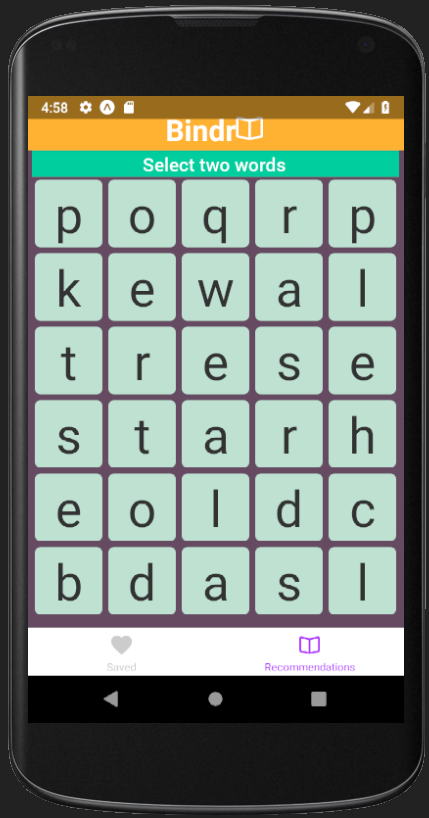 4:58
Bindr
Select two words
p o q r p
k e w a l
t r e s e
s t a r h
e o l d c
b d a s l
Saved Recommendations